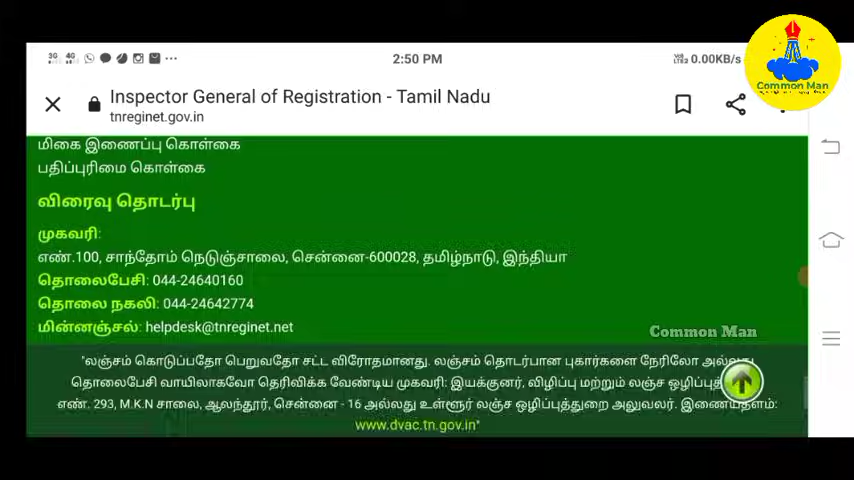 3G 4G
2:50 PM
0.00KB/s
Common Man
Inspector General of Registration - Tamil Nadu
tnreginet.gov.in
மிகை இணைப்பு கொள்கை
பதிப்புரிமை கொள்கை
விரைவு தொடர்பு
முகவரி:
எண்.100, சாந்தோம் நெடுஞ்சாலை, சென்னை-600028, தமிழ்நாடு, இந்தியா
தொலைபேசி: 044-24640160
தொலை நகலி: 044-24642774
மின்னஞ்சல்: helpdesk@tnreginet.net
Common Man
"லஞ்சம் கொடுப்பதோ பெறுவதோ சட்ட விரோதமானது. லஞ்சம் தொடர்பான புகார்களை நேரிலோ அல்லது
தொலைபேசி வாயிலாகவோ தெரிவிக்க வேண்டிய முகவரி: இயக்குனர், விழிப்பு மற்றும் லஞ்ச
எண். 293, M.K.N சாலை, ஆலந்தூர், சென்னை - 16 அல்லது உள்ளூர் லஞ்ச ஒழிப்புத்துறை அலுவலர். இணையதளம்:
www.dvac.tn.gov.in"